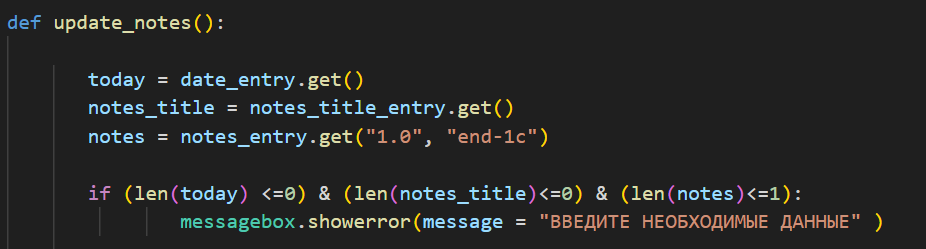 def update_notes():
today = date_entry.get()
notes_title = notes_title_entry.get()
notes = notes_entry.get("1.0", "end-1c")
if (len(today) <=0) & (len(notes_title)<=0) & (len(notes)<=1):
messagebox.showerror(message = "ВВЕДИТЕ НЕОБХОДИМЫЕ ДАННЫЕ" )